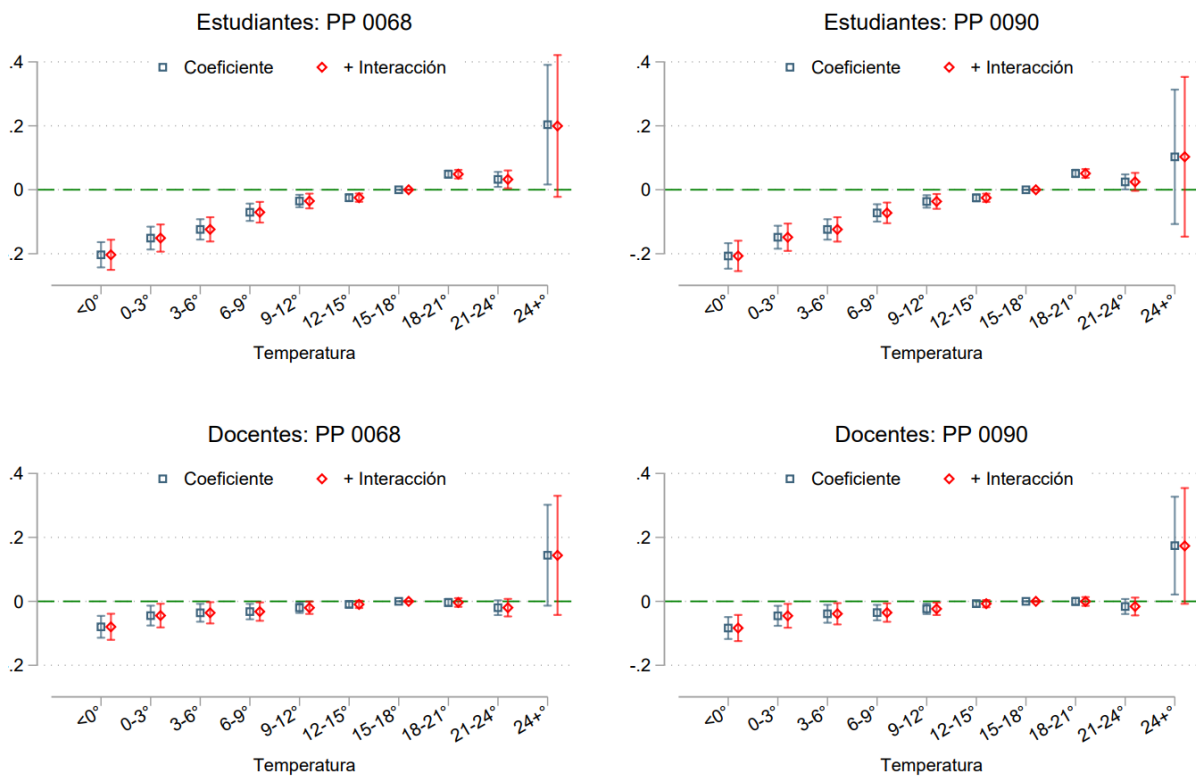 Estudiantes: PP 0068
Coeficiente + Interacción
.4
.2
0
.2
<0° 0-3° 3-6° 6-9° 9-12° 12-15° 15-18° 18-21° 21-24° 24+°
Temperatura
Estudiantes: PP 0090
Coeficiente + Interacción
.4
.2
0
-.2
<0° 0-3° 3-6° 6-9° 9-12° 12-15° 15-18° 18-21° 21-24° 24+°
Temperatura
Docentes: PP 0068
Coeficiente + Interacción
.4
.2
0
.2
<0° 0-3° 3-6° 6-9° 9-12° 12-15° 15-18° 18-21° 21-24° 24+°
Temperatura
Docentes: PP 0090
Coeficiente + Interacción
.4
.2
0
-.2
<0° 0-3° 3-6° 6-9° 9-12° 12-15° 15-18° 18-21° 21-24° 24+°
Temperatura